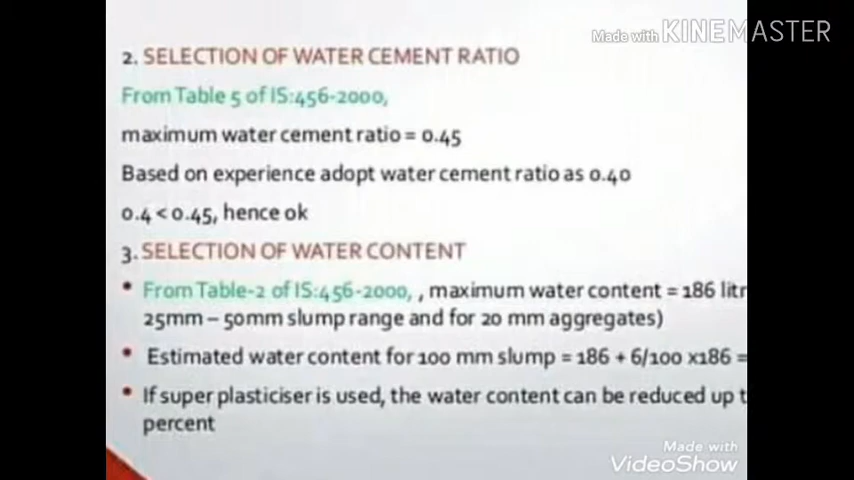 Made with KINEMASTER
2. SELECTION OF WATER CEMENT RATIO
From Table 5 of IS:456-2000,
maximum water cement ratio = 0.45
Based on experience adopt water cement ratio as 0.40
0.4 < 0.45, hence ok
3. SELECTION OF WATER CONTENT
• From Table-2 of IS:456-2000, , maximum water content = 186 litr
25mm – 50mm slump range and for 20 mm aggregates)
• Estimated water content for 100 mm slump = 186 + 6/100 x186 =
• If super plasticiser is used, the water content can be reduced up t
percent
Made with
VideoShow